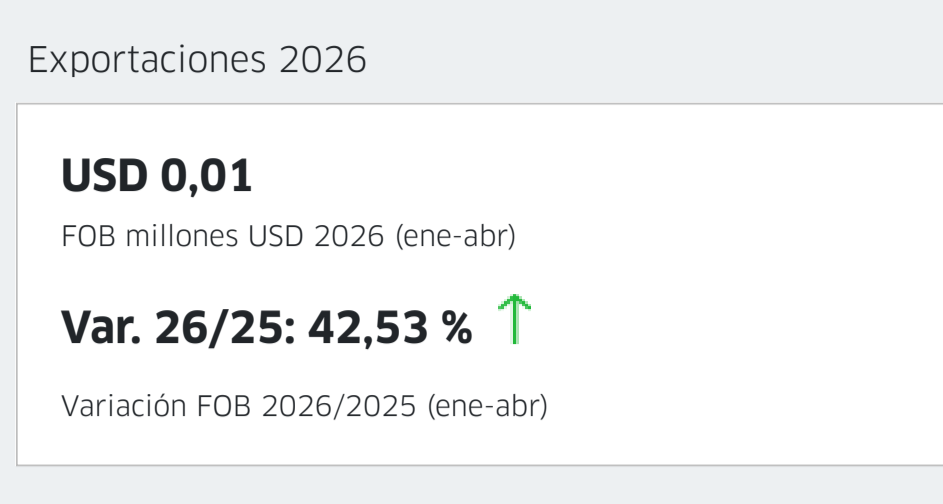 Exportaciones 2026
USD 0,01
FOB millones USD 2026 (ene-abr)
Var. 26/25: 42,53 %
Variación FOB 2026/2025 (ene-abr)